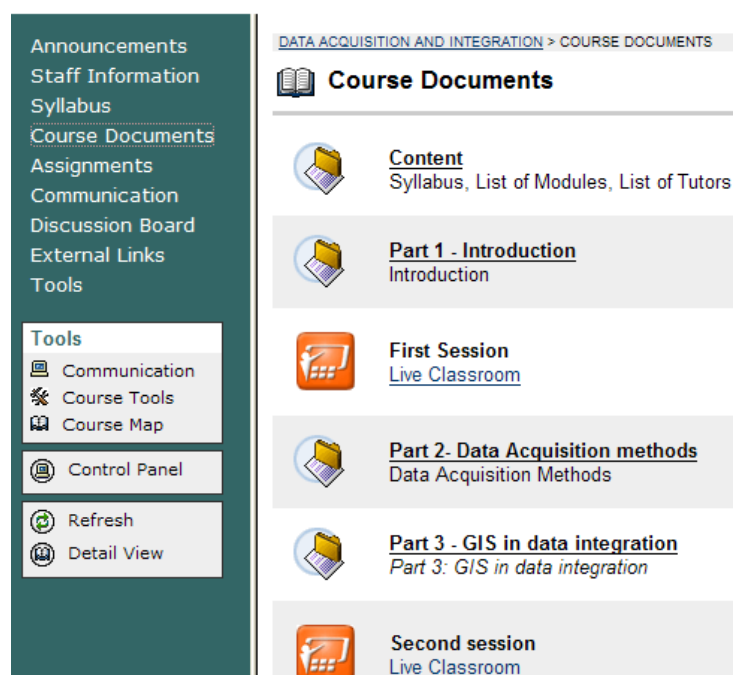 Announcements
Staff Information
Syllabus
Course Documents
Assignments
Communication
Discussion Board
External Links
Tools
Tools
Communication
Course Tools
Course Map
Control Panel
Refresh
Detail View
DATA ACQUISITION AND INTEGRATION > COURSE DOCUMENTS
Course Documents
Content
Syllabus, List of Modules, List of Tutors
Part 1 - Introduction
Introduction
First Session
Live Classroom
Part 2- Data Acquisition methods
Data Acquisition Methods
Part 3 - GIS in data integration
Part 3: GIS in data integration
Second session
Live Classroom